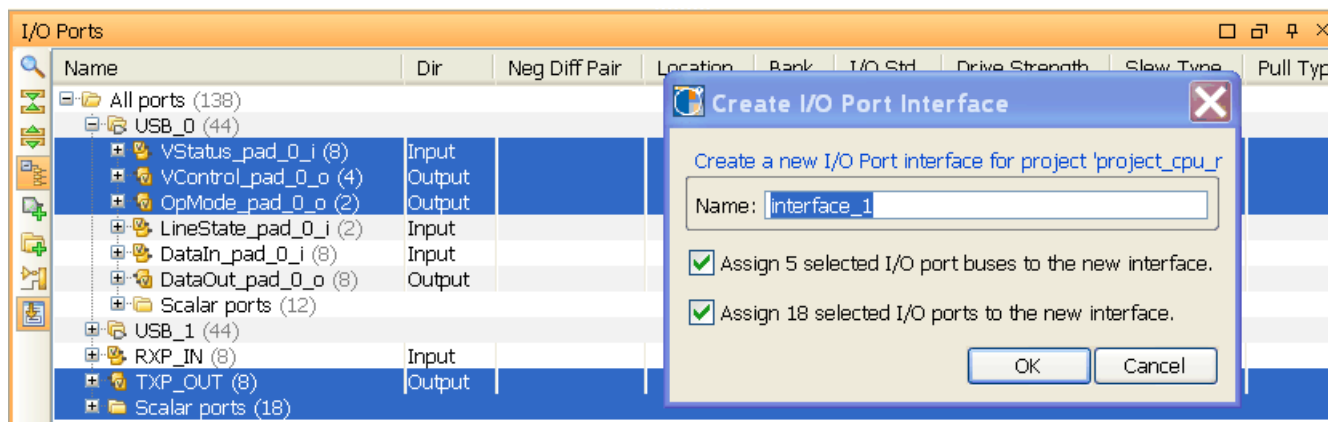 I/O Ports
Name Dir Neg Diff Pair Location Bank I/O Std Drive Strength Slew Type Pull Typ
All ports (138)
USB_0 (44)
VStatus_pad_0_i (8) Input
VControl_pad_0_o (4) Output
OpMode_pad_0_o (2) Output
LineState_pad_0_i (2) Input
DataIn_pad_0_i (8) Input
DataOut_pad_0_o (8) Output
Scalar ports (12)
USB_1 (44)
RXP_IN (8) Input
TXP_OUT (8) Output
Scalar ports (18)
Create I/O Port Interface
Create a new I/O Port interface for project 'project_cpu_r
Name: interface_1
Assign 5 selected I/O port buses to the new interface.
Assign 18 selected I/O ports to the new interface.
OK Cancel